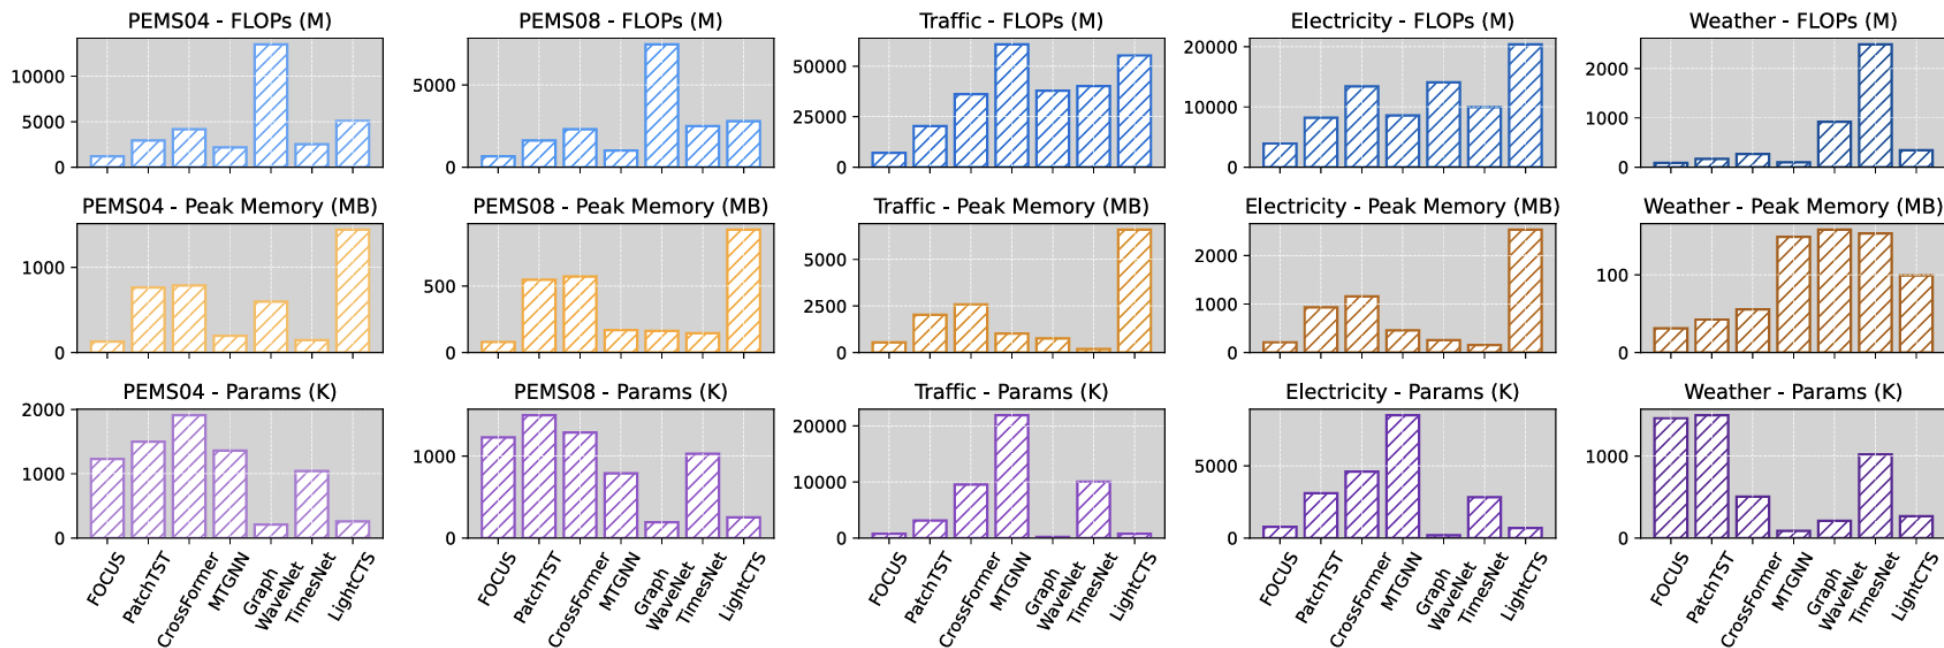 PEMS04 - FLOPs (M)
10000
5000
0
PEMS08 - FLOPs (M)
5000
0
Traffic - FLOPs (M)
50000
25000
0
Electricity - FLOPs (M)
20000
10000
0
Weather - FLOPs (M)
2000
1000
0
PEMS04 - Peak Memory (MB)
1000
0
PEMS08 - Peak Memory (MB)
500
0
Traffic - Peak Memory (MB)
5000
2500
0
Electricity - Peak Memory (MB)
2000
1000
0
Weather - Peak Memory (MB)
100
0
PEMS04 - Params (K)
2000
1000
0
FOCUS
PatchTST
CrossFormer
MTGNN
Graph
WaveNet
TimesNet
LightCTS
PEMS08 - Params (K)
1000
0
FOCUS
PatchTST
CrossFormer
MTGNN
Graph
WaveNet
TimesNet
LightCTS
Traffic - Params (K)
20000
10000
0
FOCUS
PatchTST
CrossFormer
MTGNN
Graph
WaveNet
TimesNet
LightCTS
Electricity - Params (K)
5000
0
FOCUS
PatchTST
CrossFormer
MTGNN
Graph
WaveNet
TimesNet
LightCTS
Weather - Params (K)
1000
0
FOCUS
PatchTST
CrossFormer
MTGNN
Graph
WaveNet
TimesNet
LightCTS